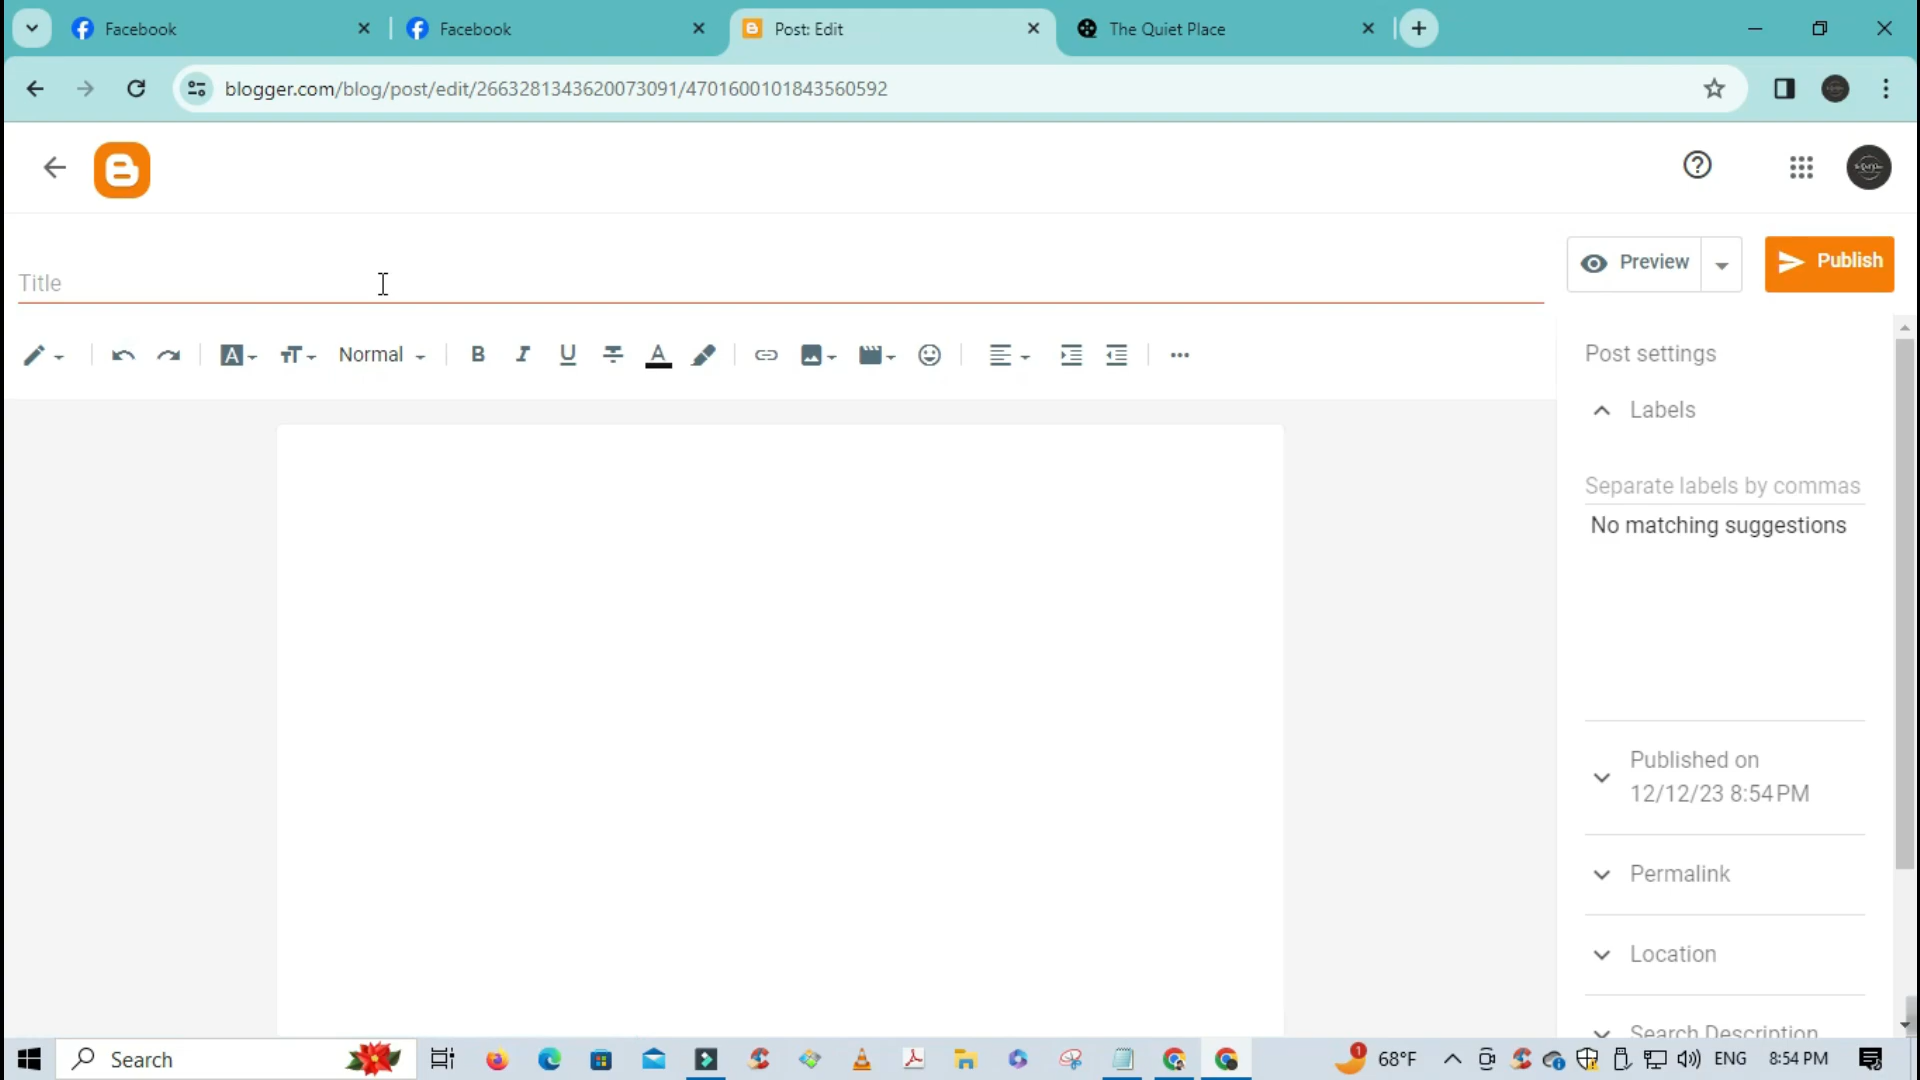 Facebook
Facebook
Post: Edit
The Quiet Place
blogger.com/blog/post/edit/2663281343620073091/4701600101843560592
Title
Preview
Publish
Normal
Post settings
Labels
Separate labels by commas
No matching suggestions
Published on
12/12/23 8:54 PM
Permalink
Location
Search Description
Search
1
68°F
ENG
8:54 PM